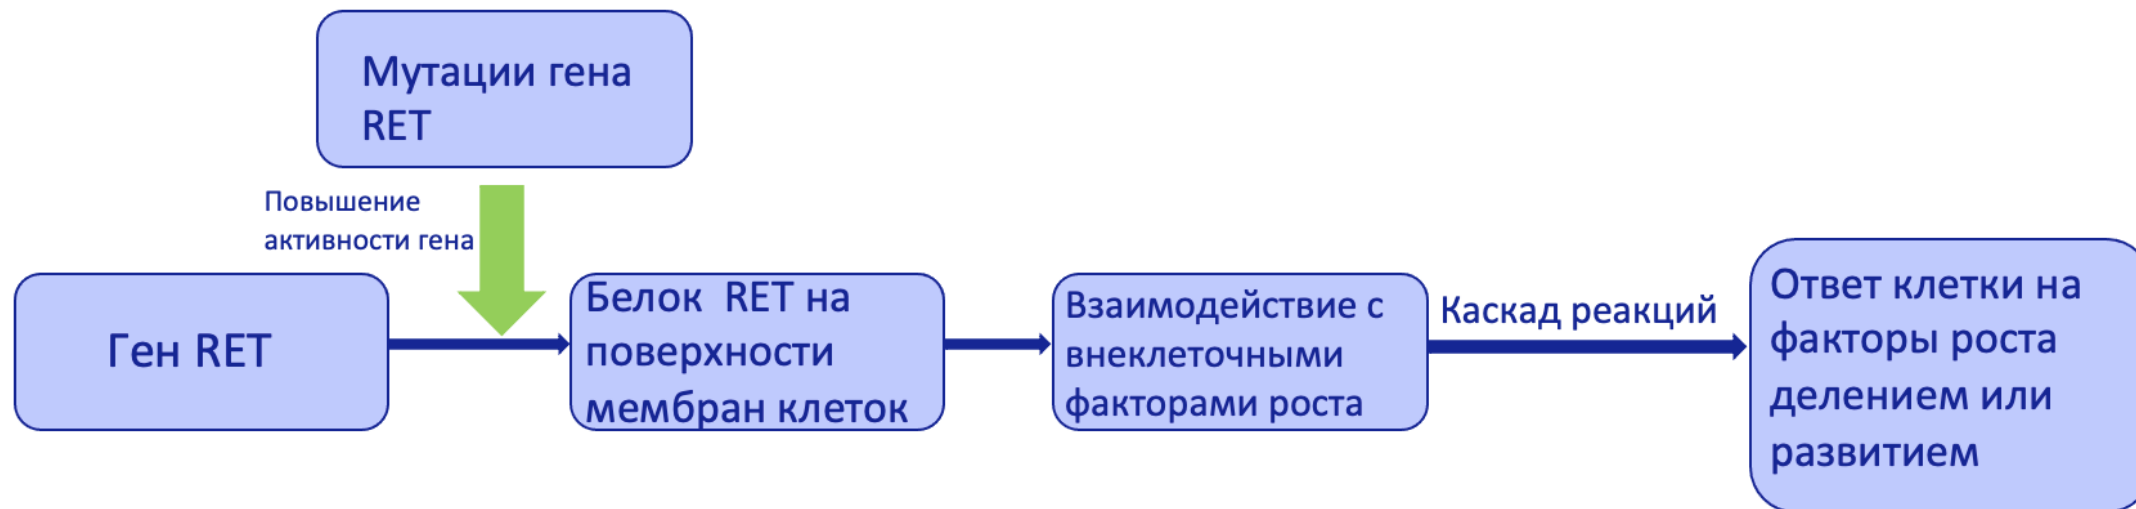 Мутации гена
RET
Повышение
активности гена
Ген RET
Белок RET на
поверхности
мембран клеток
Взаимодействие с
внеклеточными
факторами роста
Каскад реакций
Ответ клетки на
факторы роста
делением или
развитием